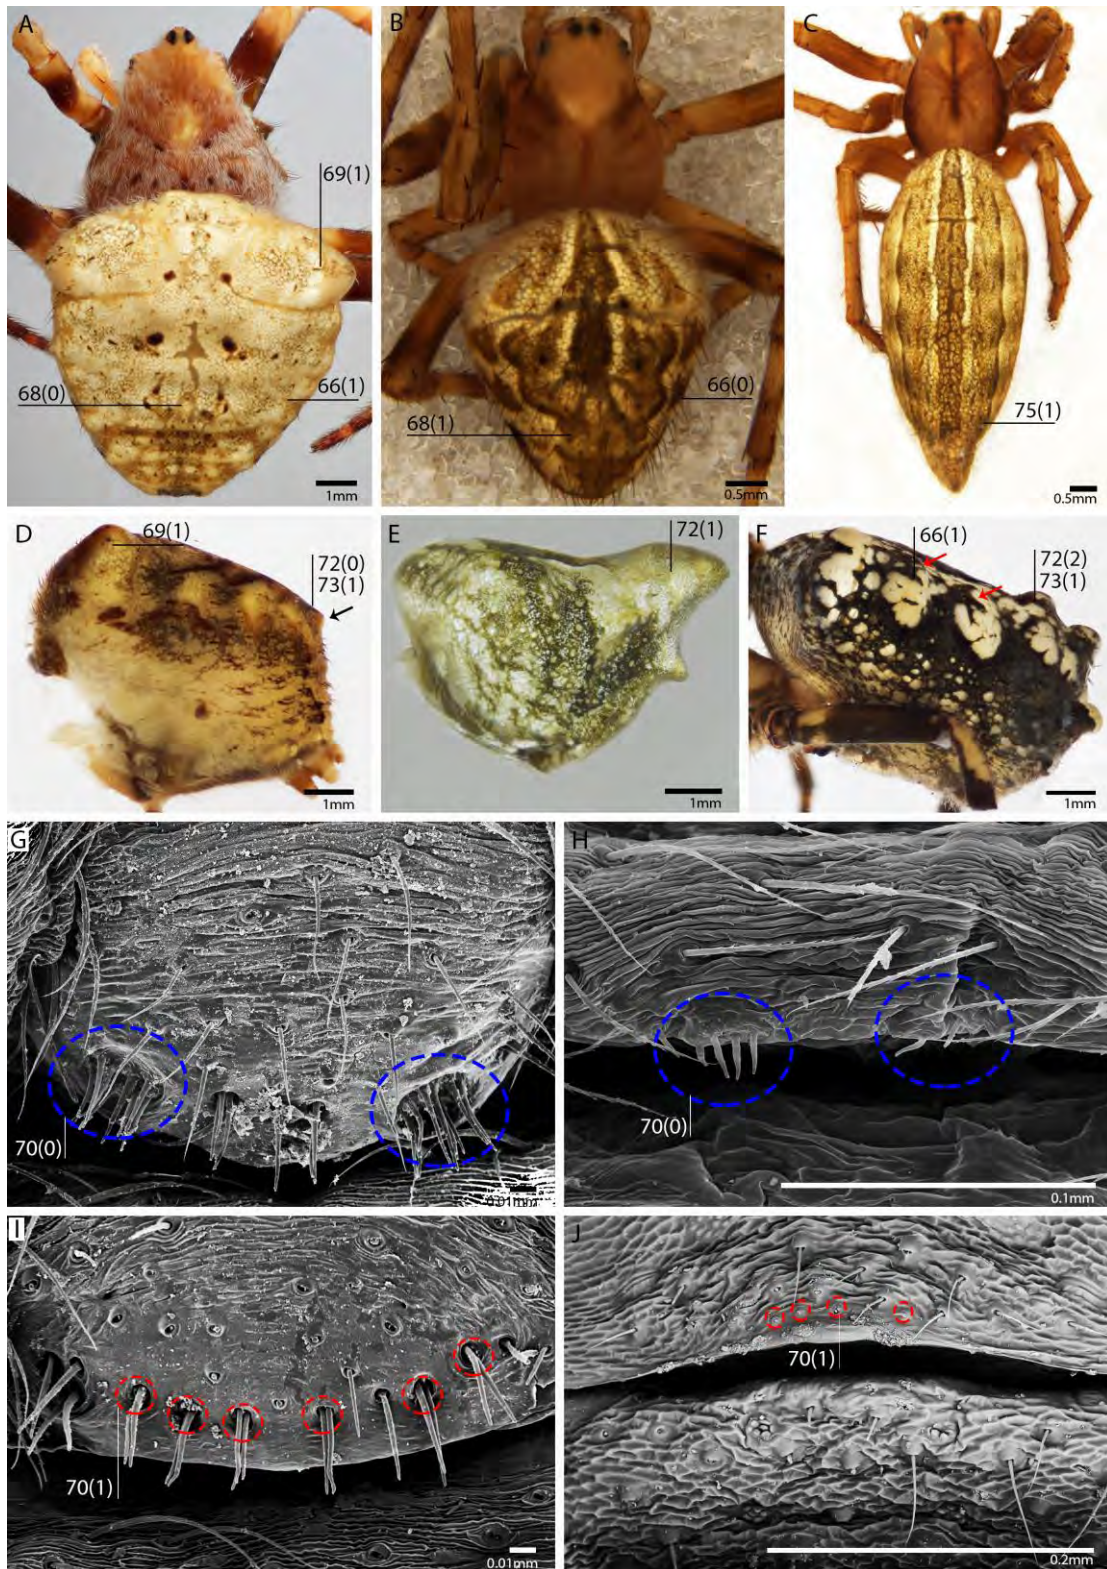 A
69(1)
68(0)
66(1)
1mm
B
66(0)
68(1)
0.5mm
C
75(1)
0.5mm
D
69(1)
72(0)
73(1)
1mm
E
72(1)
1mm
F
66(1)
72(2)
73(1)
1mm
G
70(0)
0.01mm
H
70(0)
0.1mm
I
70(1)
0.01mm
J
70(1)
0.2mm